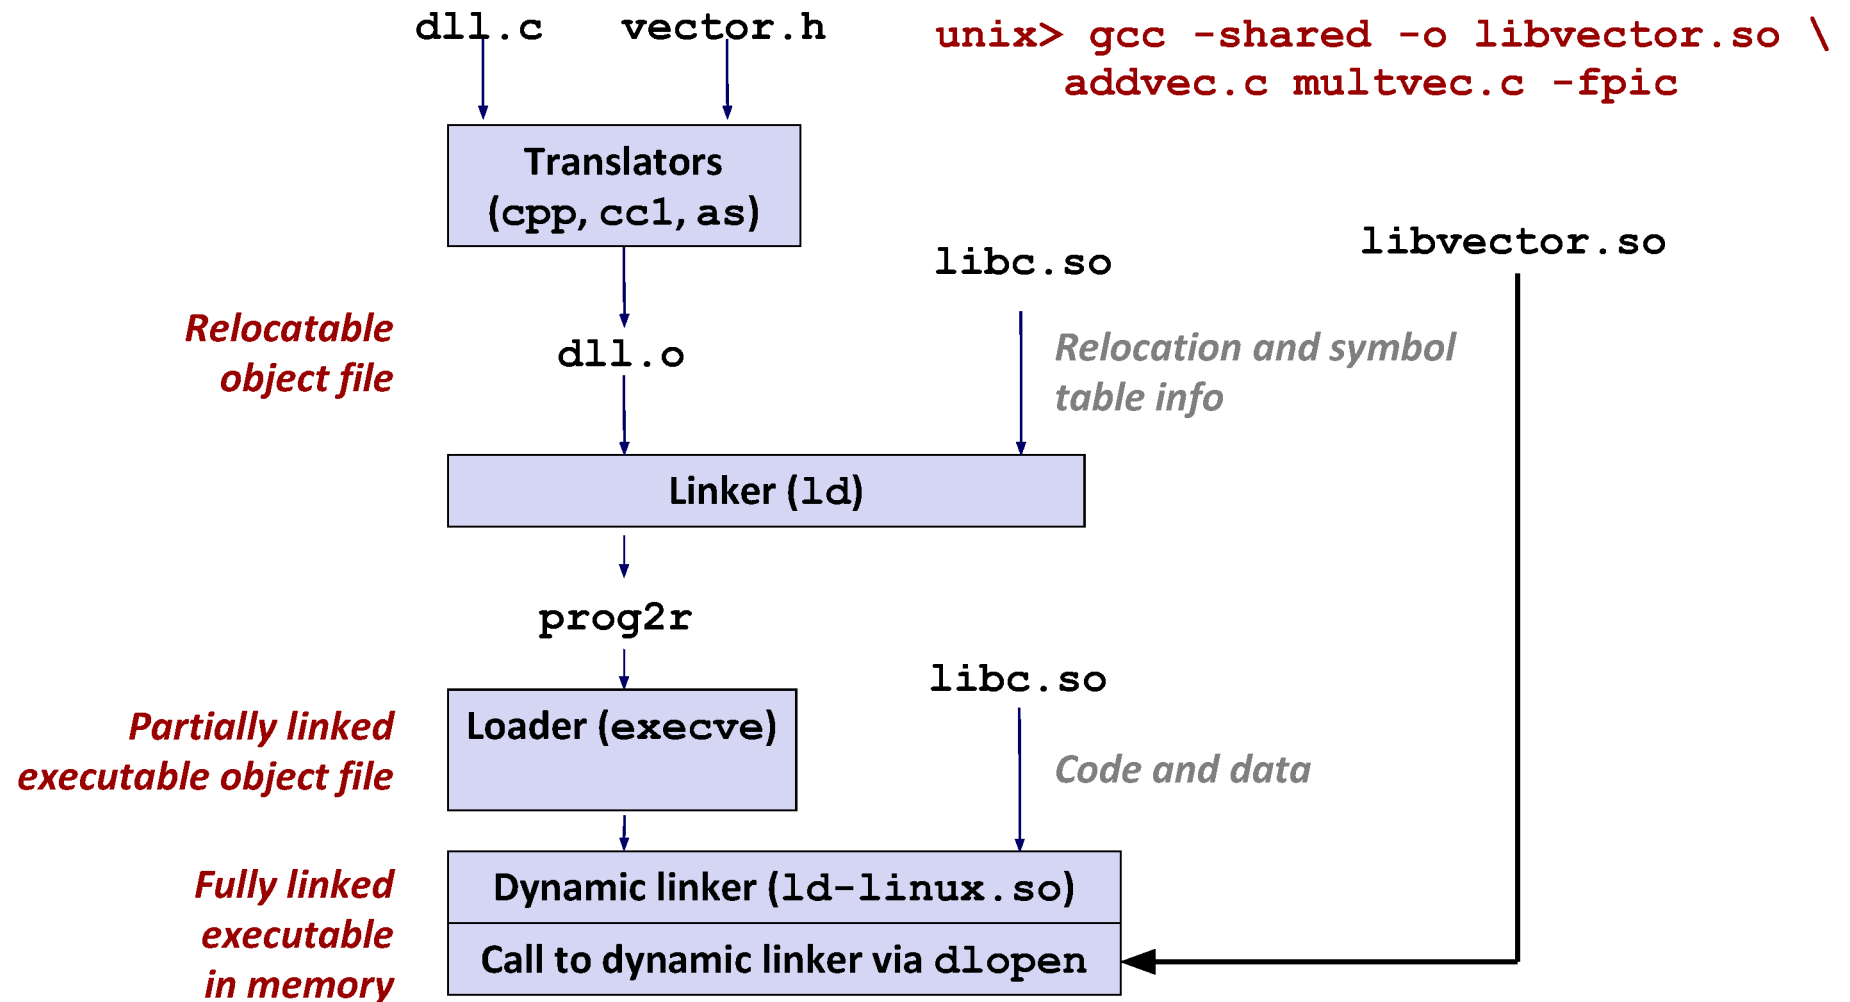 dll.c vector.h
unix> gcc -shared -o libvector.so \
addvec.c multvec.c -fpic
Translators
(cpp, cc1, as)
libc.so
libvector.so
Relocatable
object file
dll.o
Relocation and symbol
table info
Linker (ld)
prog2r
libc.so
Partially linked
executable object file
Loader (execve)
Code and data
Fully linked
executable
in memory
Dynamic linker (ld-linux.so)
Call to dynamic linker via dlopen